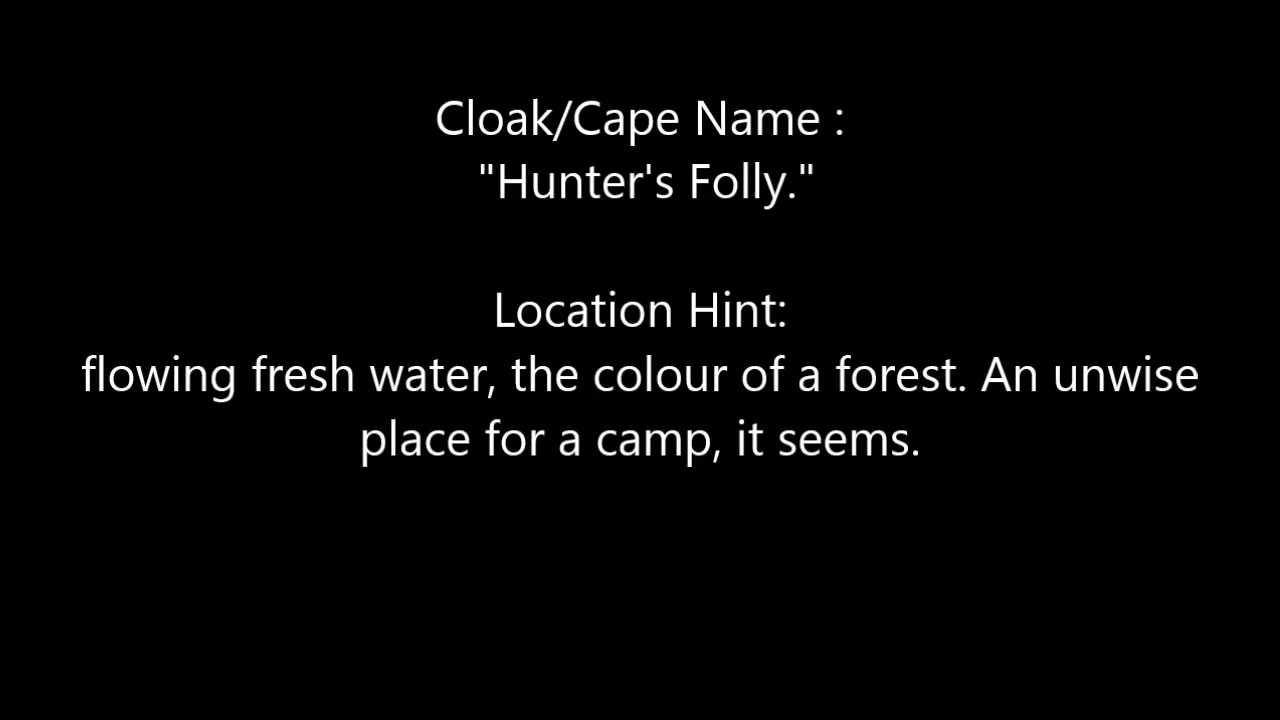 Cloak/Cape Name :
"Hunter's Folly."
Location Hint:
flowing fresh water, the colour of a forest. An unwise
place for a camp, it seems.